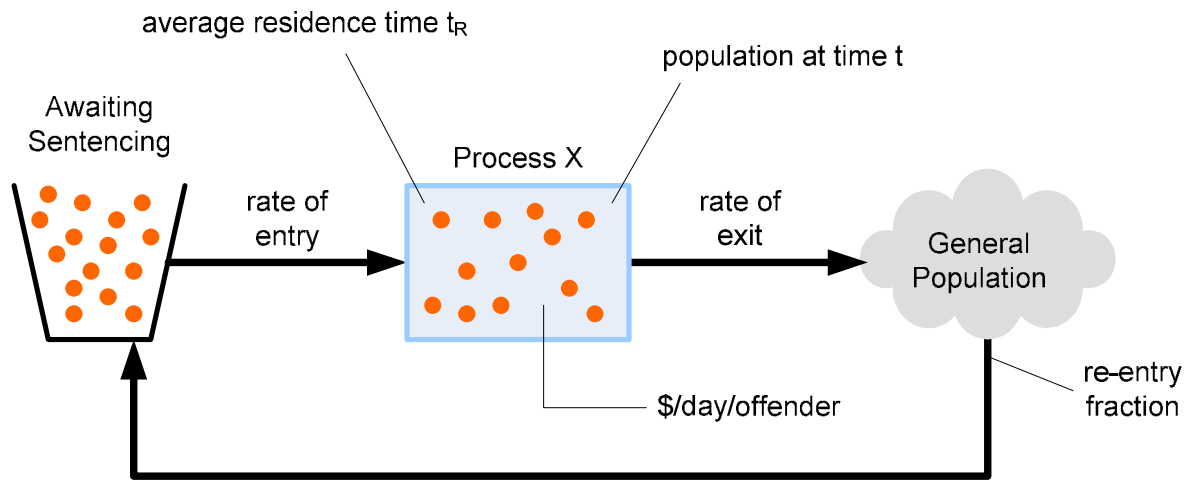 average residence time tR
population at time t
Awaiting
Sentencing
Process X
rate of
entry
rate of
exit
General
Population
$/day/offender
re-entry
fraction